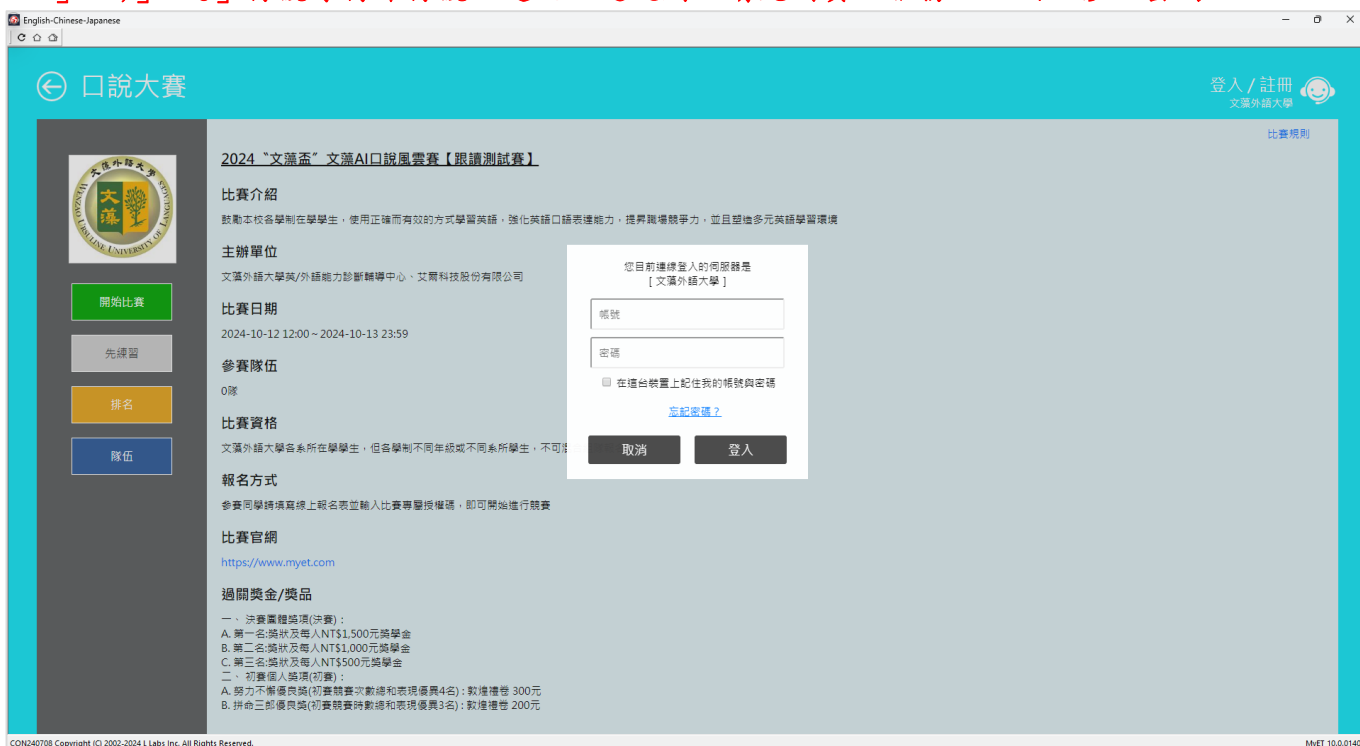 English-Chinese-Japanese
口說大賽
登入 / 註冊
文藻外語大學
比賽規則
文藻外語大學
WENZAO URSULINE UNIVERSITY OF LANGUAGES
文藻
2024 〝文藻盃〞文藻AI口說風雲賽【跟讀測試賽】
比賽介紹
鼓勵本校各學制在學學生，使用正確而有效的方式學習英語，強化英語口語表達能力，提昇職場競爭力，並且塑造多元英語學習環境
主辦單位
文藻外語大學英/外語能力診斷輔導中心、艾爾科技股份有限公司
開始比賽
比賽日期
2024-10-12 12:00 ~ 2024-10-13 23:59
先練習
參賽隊伍
0隊
排名
比賽資格
文藻外語大學各系所在學學生，但各學制不同年級或不同系所學生，不可
隊伍
報名方式
參賽同學請填寫線上報名表並輸入比賽專屬授權碼，即可開始進行競賽
比賽官網
https://www.myet.com
過關獎金/獎品
一、 決賽團體獎項(決賽)：
A. 第一名:獎狀及每人NT$1,500元獎學金
B. 第二名:獎狀及每人NT$1,000元獎學金
C. 第三名:獎狀及每人NT$500元獎學金
二、 初賽個人獎項(初賽)：
A. 努力不懈優良獎(初賽競賽次數總和表現優異4名) : 敦煌禮卷 300元
B. 拼命三郎優良獎(初賽競賽時數總和表現優異3名) : 敦煌禮卷 200元
您目前連線登入的伺服器是
[ 文藻外語大學 ]
帳號
密碼
在這台裝置上記住我的帳號與密碼
忘記密碼？
取消
登入
CON240708 Copyright (C) 2002-2024 L Labs Inc. All Rights Reserved.
MyET 10.0.0140